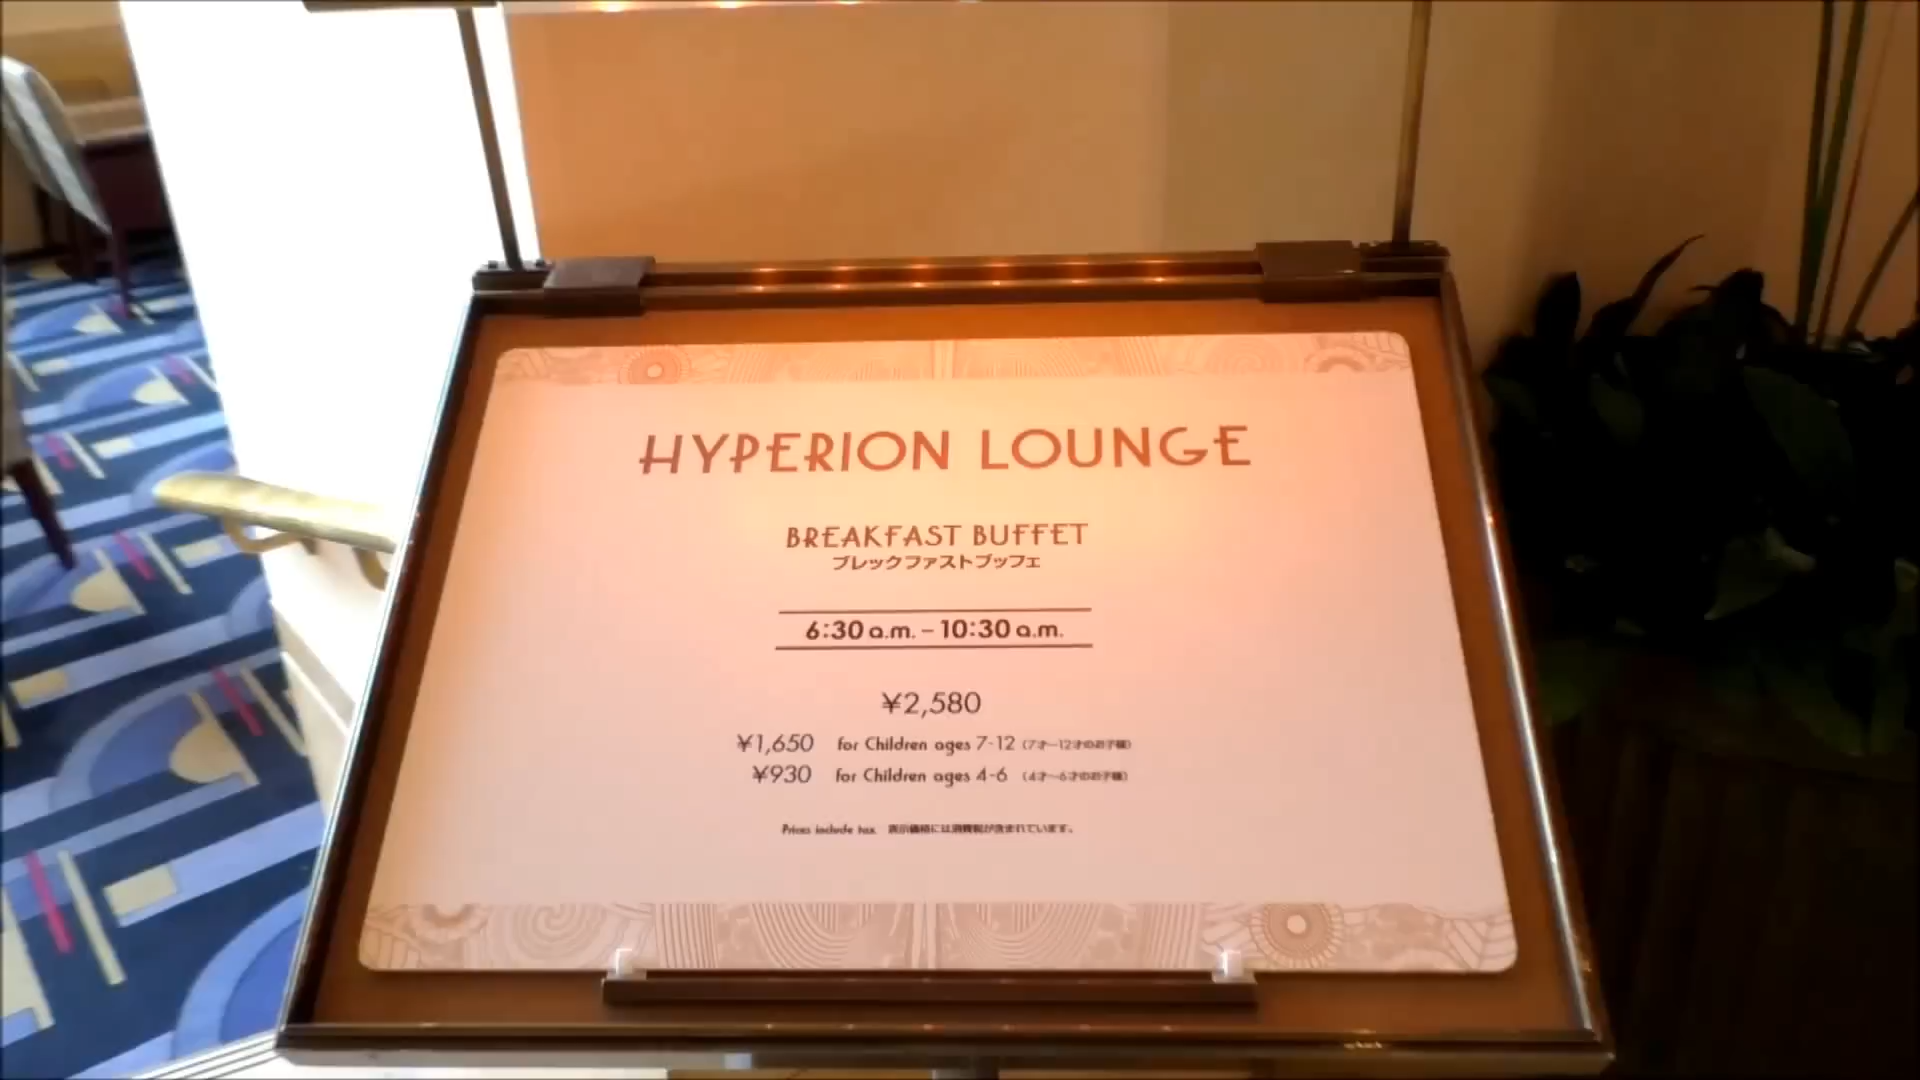 HYPERION LOUNGE
BREAKFAST BUFFET
ブレックファストブッフェ
6:30 a.m. – 10:30 a.m.
¥2,580
¥1,650 for Children ages 7-12 (7才〜12才のお子様)
¥930 for Children ages 4-6 (4才〜6才のお子様)
Prices include tax. 表示価格には消費税が含まれています。